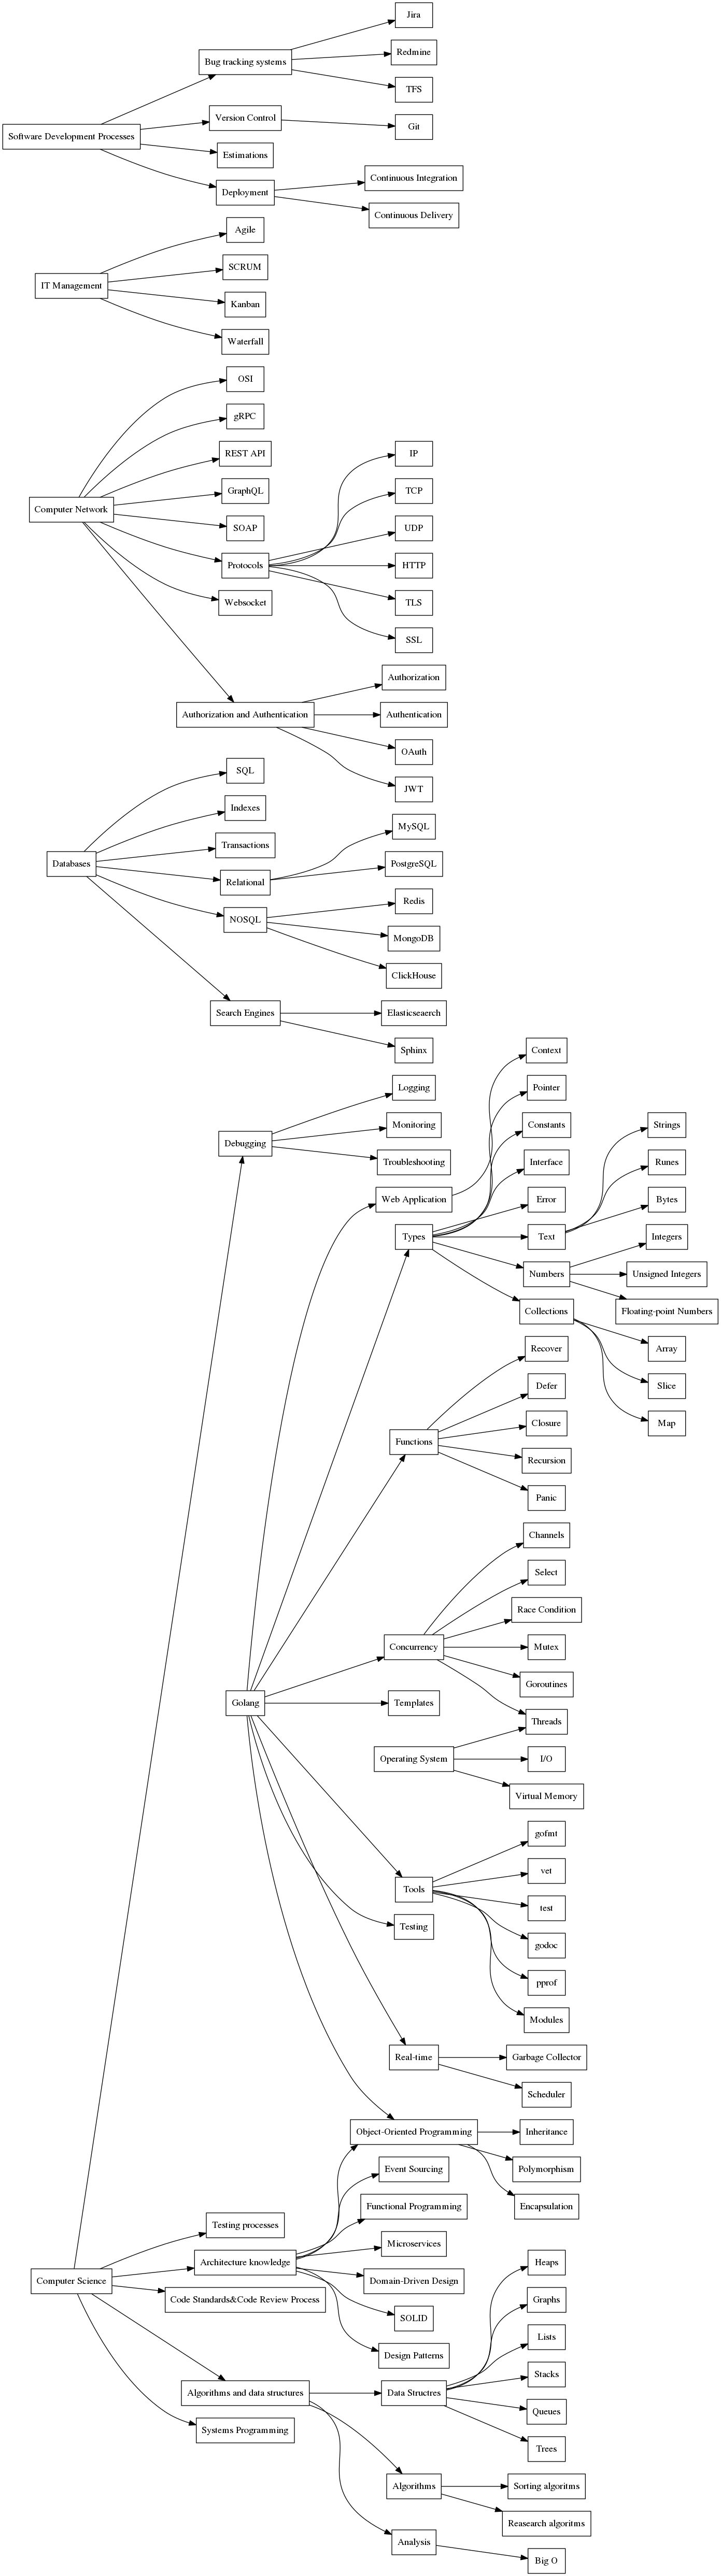 Jira
Redmine
Bug tracking systems
TFS
Version Control
Git
Software Development Processes
Estimations
Continuous Integration
Deployment
Continuous Delivery
Agile
SCRUM
IT Management
Kanban
Waterfall
OSI
gRPC
REST API
IP
GraphQL
TCP
Computer Network
SOAP
UDP
Protocols
HTTP
Websocket
TLS
SSL
Authorization
Authorization and Authentication
Authentication
OAuth
SQL
JWT
Indexes
MySQL
Transactions
Databases
PostgreSQL
Relational
Redis
NOSQL
MongoDB
ClickHouse
Search Engines
Elasticseaerch
Sphinx
Context
Logging
Pointer
Monitoring
Constants
Strings
Debugging
Troubleshooting
Interface
Runes
Web Application
Error
Bytes
Types
Text
Integers
Numbers
Unsigned Integers
Collections
Floating-point Numbers
Recover
Array
Defer
Slice
Closure
Map
Functions
Recursion
Panic
Channels
Select
Race Condition
Concurrency
Mutex
Goroutines
Golang
Templates
Threads
Operating System
I/O
Virtual Memory
gofmt
vet
Tools
test
Testing
godoc
pprof
Modules
Real-time
Garbage Collector
Scheduler
Object-Oriented Programming
Inheritance
Event Sourcing
Polymorphism
Functional Programming
Encapsulation
Testing processes
Microservices
Architecture knowledge
Heaps
Computer Science
Domain-Driven Design
Code Standards&Code Review Process
Graphs
SOLID
Lists
Design Patterns
Stacks
Algorithms and data structures
Data Structres
Queues
Systems Programming
Trees
Algorithms
Sorting algoritms
Reasearch algoritms
Analysis
Big O